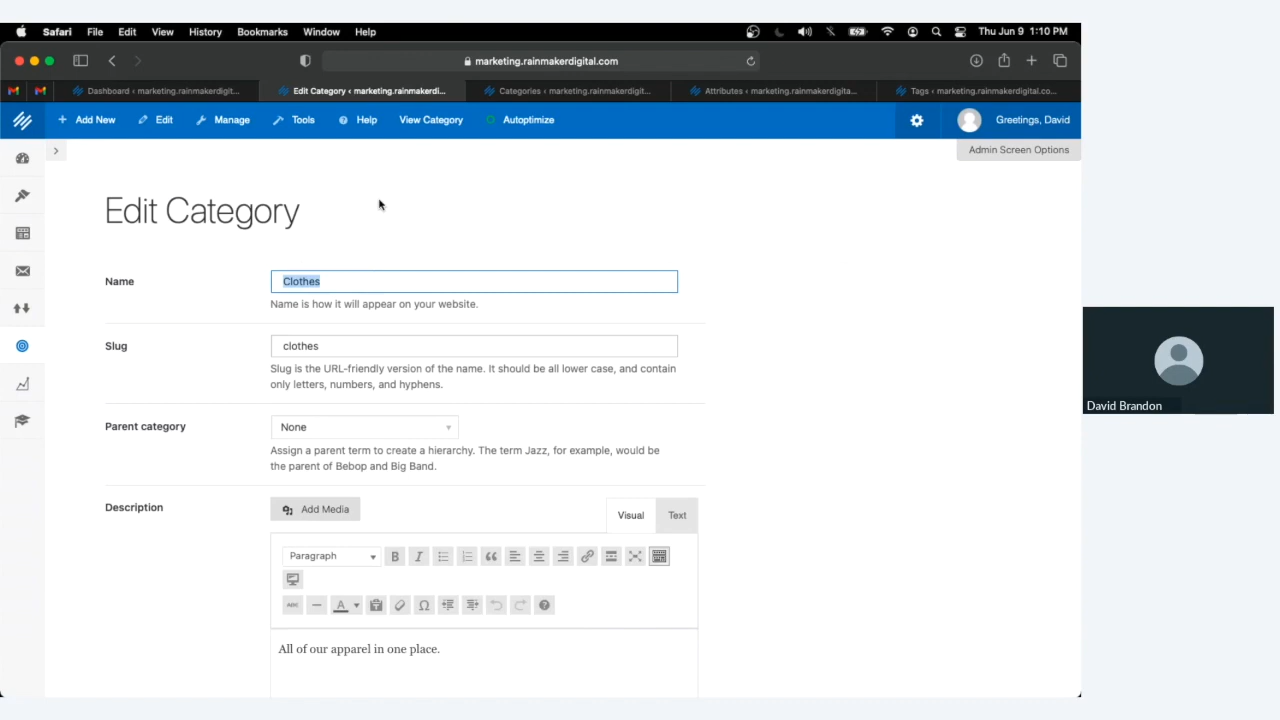 Safari File Edit View History Bookmarks Window Help Thu Jun 9 1:10 PM
marketing.rainmakerdigital.com
Dashboard ‹ marketing.rainmakerdigit... Edit Category ‹ marketing.rainmakerdi... Categories ‹ marketing.rainmakerdigit... Attributes ‹ marketing.rainmakerdigita... Tags ‹ marketing.rainmakerdigital.co...
Add New Edit Manage Tools Help View Category Autoptimize Greetings, David
Admin Screen Options
Edit Category
Name Clothes
Name is how it will appear on your website.
Slug clothes
Slug is the URL-friendly version of the name. It should be all lower case, and contain
only letters, numbers, and hyphens.
Parent category None
Assign a parent term to create a hierarchy. The term Jazz, for example, would be
the parent of Bebop and Big Band.
Description Add Media Visual Text
Paragraph B I
ABC A Ω
All of our apparel in one place.
David Brandon